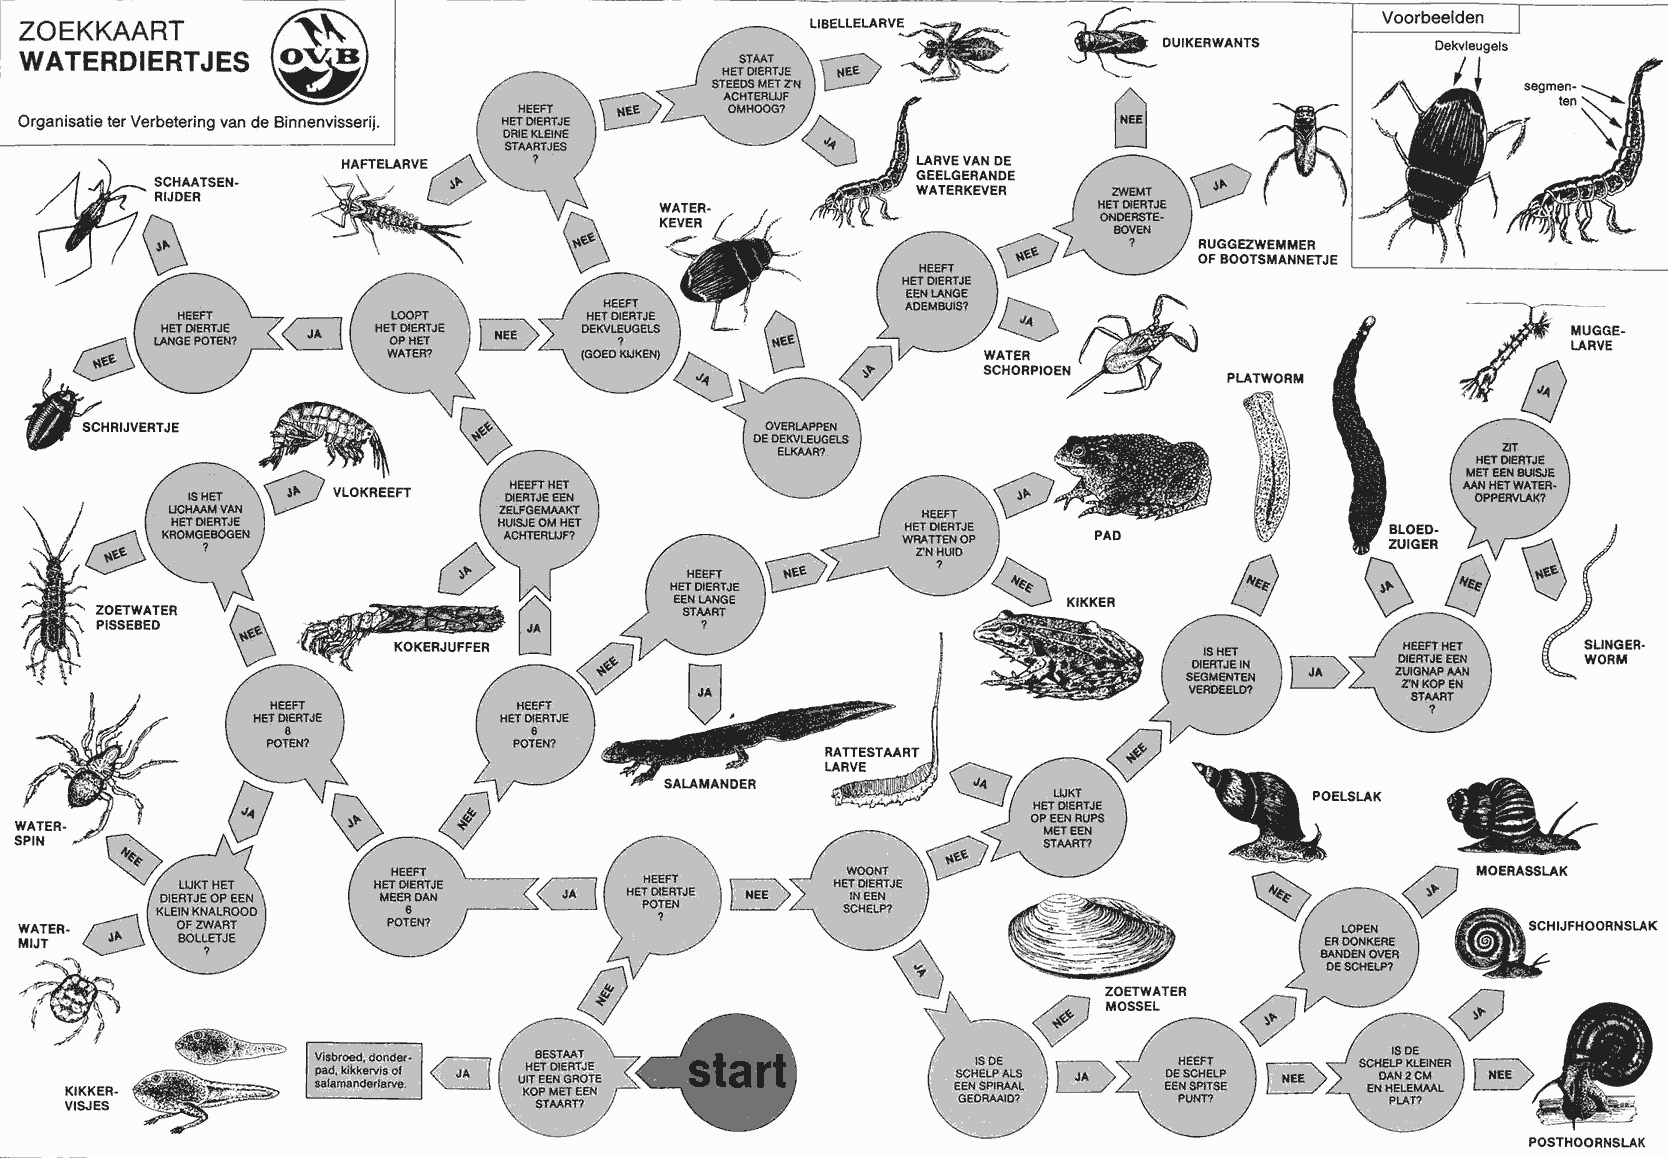 ZOEKKAART
WATERDIERTJES
OVB
Organisatie ter Verbetering van de Binnenvisserij.
Voorbeelden
Dekvleugels
segmen-
ten
LIBELLELARVE
DUIKERWANTS
STAAT
HET DIERTJE
STEEDS MET Z'N
ACHTERLIJF
OMHOOG?
NEE
JA
HEEFT
HET DIERTJE
DRIE KLEINE
STAARTJES
?
NEE
JA
NEE
HAFTELARVE
SCHAATSEN-
RIJDER
LARVE VAN DE
GEELGERANDE
WATERKEVER
WATER-
KEVER
ZWEMT
HET DIERTJE
ONDERSTE-
BOVEN
?
NEE
JA
RUGGEZWEMMER
OF BOOTSMANNETJE
HEEFT
HET DIERTJE
LANGE POTEN?
JA
NEE
JA
LOOPT
HET DIERTJE
OP HET
WATER?
NEE
HEEFT
HET DIERTJE
DEKVLEUGELS
?
(GOED KIJKEN)
JA
NEE
HEEFT
HET DIERTJE
EEN LANGE
ADEMBUIS?
NEE
JA
JA
WATER
SCHORPIOEN
MUGGE-
LARVE
PLATWORM
SCHRIJVERTJE
OVERLAPPEN
DE DEKVLEUGELS
ELKAAR?
NEE
VLOKREEFT
IS HET
LICHAAM VAN
HET DIERTJE
KROMGEBOGEN
?
JA
NEE
NEE
HEEFT HET
DIERTJE EEN
ZELFGEMAAKT
HUISJE OM HET
ACHTERLIJF?
JA
JA
ZIT
HET DIERTJE
MET EEN BUISJE
AAN HET WATER-
OPPERVLAK?
JA
NEE
BLOED-
ZUIGER
HEEFT
HET DIERTJE
WRATTEN OP
Z'N HUID
?
JA
NEE
PAD
KIKKER
ZOETWATER
PISSEBED
KOKERJUFFER
HEEFT
HET DIERTJE
EEN LANGE
STAART
?
NEE
JA
NEE
SLINGER-
WORM
IS HET
DIERTJE IN
SEGMENTEN
VERDEELD?
NEE
JA
HEEFT HET
DIERTJE EEN
ZUIGNAP AAN
Z'N KOP EN
STAART
?
JA
NEE
HEEFT
HET DIERTJE
8
POTEN?
NEE
JA
HEEFT
HET DIERTJE
6
POTEN?
SALAMANDER
RATTESTAART
LARVE
WATER-
SPIN
JA
NEE
LIJKT
HET DIERTJE
OP EEN RUPS
MET EEN
STAART?
JA
NEE
POELSLAK
MOERASSLAK
LIJKT HET
DIERTJE OP EEN
KLEIN KNALROOD
OF ZWART
BOLLETJE
?
NEE
JA
HEEFT
HET DIERTJE
MEER DAN
6
POTEN?
JA
HEEFT
HET DIERTJE
POTEN
?
NEE
WOONT
HET DIERTJE
IN EEN
SCHELP?
NEE
JA
WATER-
MIJT
NEE
LOPEN
ER DONKERE
BANDEN OVER
DE SCHELP?
NEE
JA
SCHIJFHOORNSLAK
ZOETWATER
MOSSEL
BESTAAT
HET DIERTJE
UIT EEN GROTE
KOP MET EEN
STAART?
start
JA
Visbroed, donder-
pad, kikkervis of
salamanderlarve.
KIKKER-
VISJES
IS DE
SCHELP ALS
EEN SPIRAAL
GEDRAAID?
NEE
JA
HEEFT
DE SCHELP
EEN SPITSE
PUNT?
JA
NEE
IS DE
SCHELP KLEINER
DAN 2 CM
EN HELEMAAL
PLAT?
JA
NEE
POSTHOORNSLAK